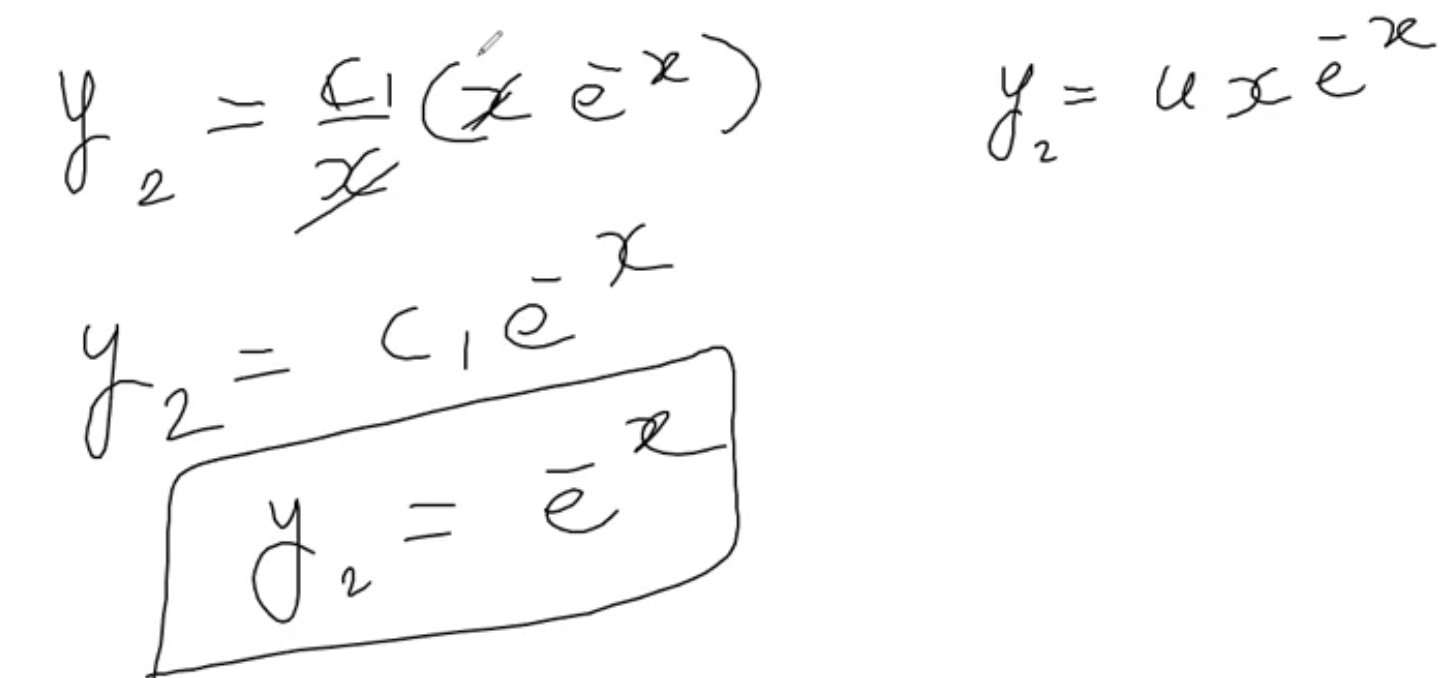 y₂ = C₁/x (x e⁻ˣ)
y₂ = u x e⁻ˣ
y₂ = C₁ e⁻ˣ
y₂ = e⁻ˣ